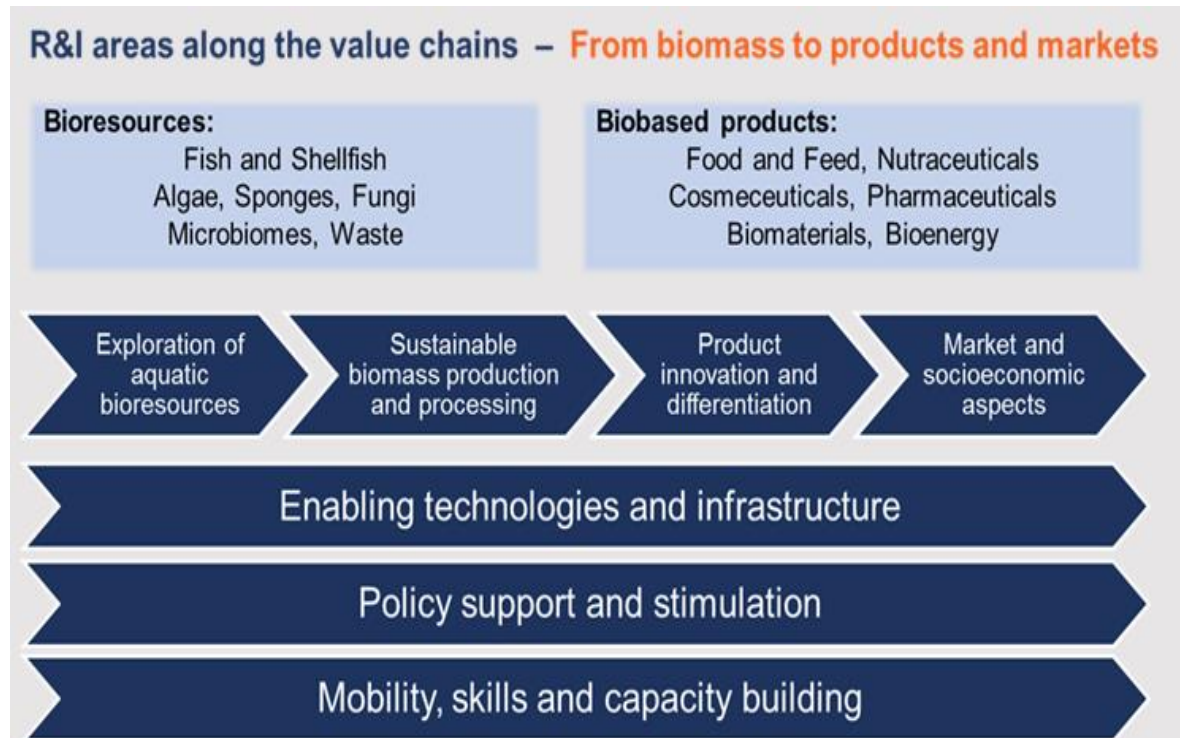 R&I areas along the value chains – From biomass to products and markets
Bioresources:
Fish and Shellfish
Algae, Sponges, Fungi
Microbiomes, Waste
Biobased products:
Food and Feed, Nutraceuticals
Cosmeceuticals, Pharmaceuticals
Biomaterials, Bioenergy
Exploration of
aquatic
bioresources
Sustainable
biomass production
and processing
Product
innovation and
differentiation
Market and
socioeconomic
aspects
Enabling technologies and infrastructure
Policy support and stimulation
Mobility, skills and capacity building